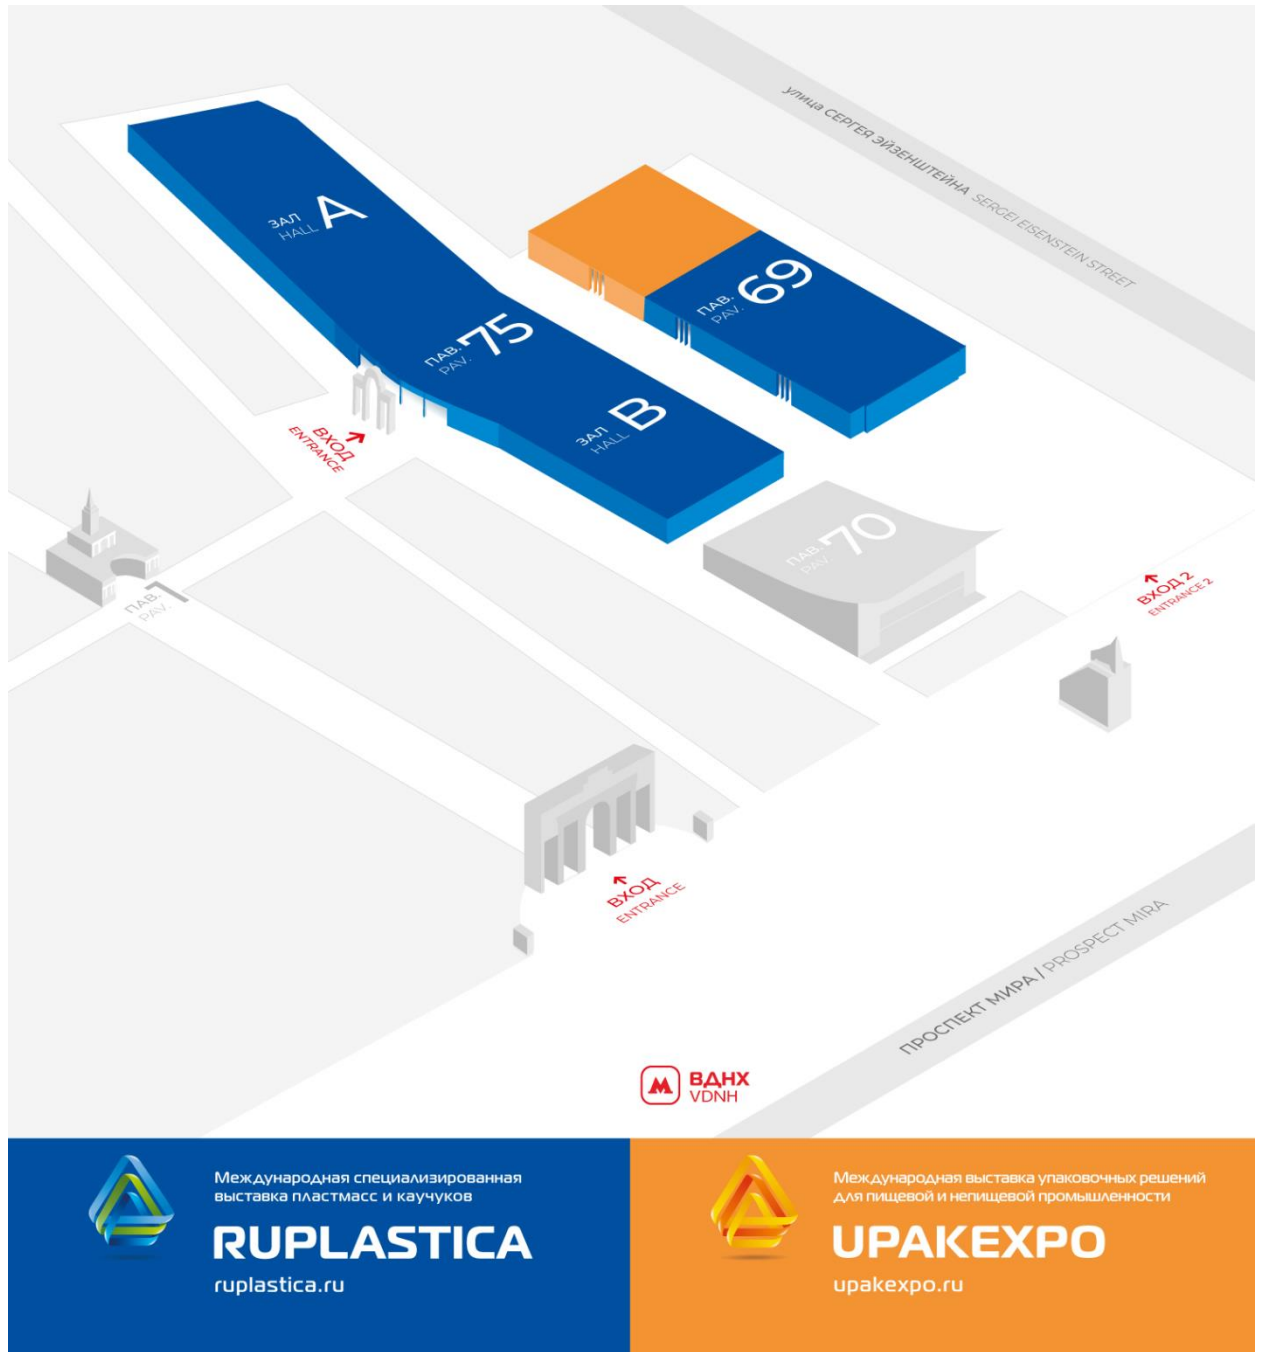 улица СЕРГЕЯ ЭЙЗЕНШТЕЙНА SERGEI EISENSTEIN STREET
ЗАЛ A
HALL
ПАВ. 69
PAV.
ПАВ. 75
PAV.
ЗАЛ B
HALL
ВХОД
ENTRANCE
ПАВ. 70
PAV.
ВХОД 2
ENTRANCE 2
ПАВ. 1
PAV.
ВХОД
ENTRANCE
ПРОСПЕКТ МИРА / PROSPECT MIRA
М ВДНХ
VDNH
Международная специализированная
выставка пластмасс и каучуков
RUPLASTICA
ruplastica.ru
Международная выставка упаковочных решений
для пищевой и непищевой промышленности
UPAKEXPO
upakexpo.ru